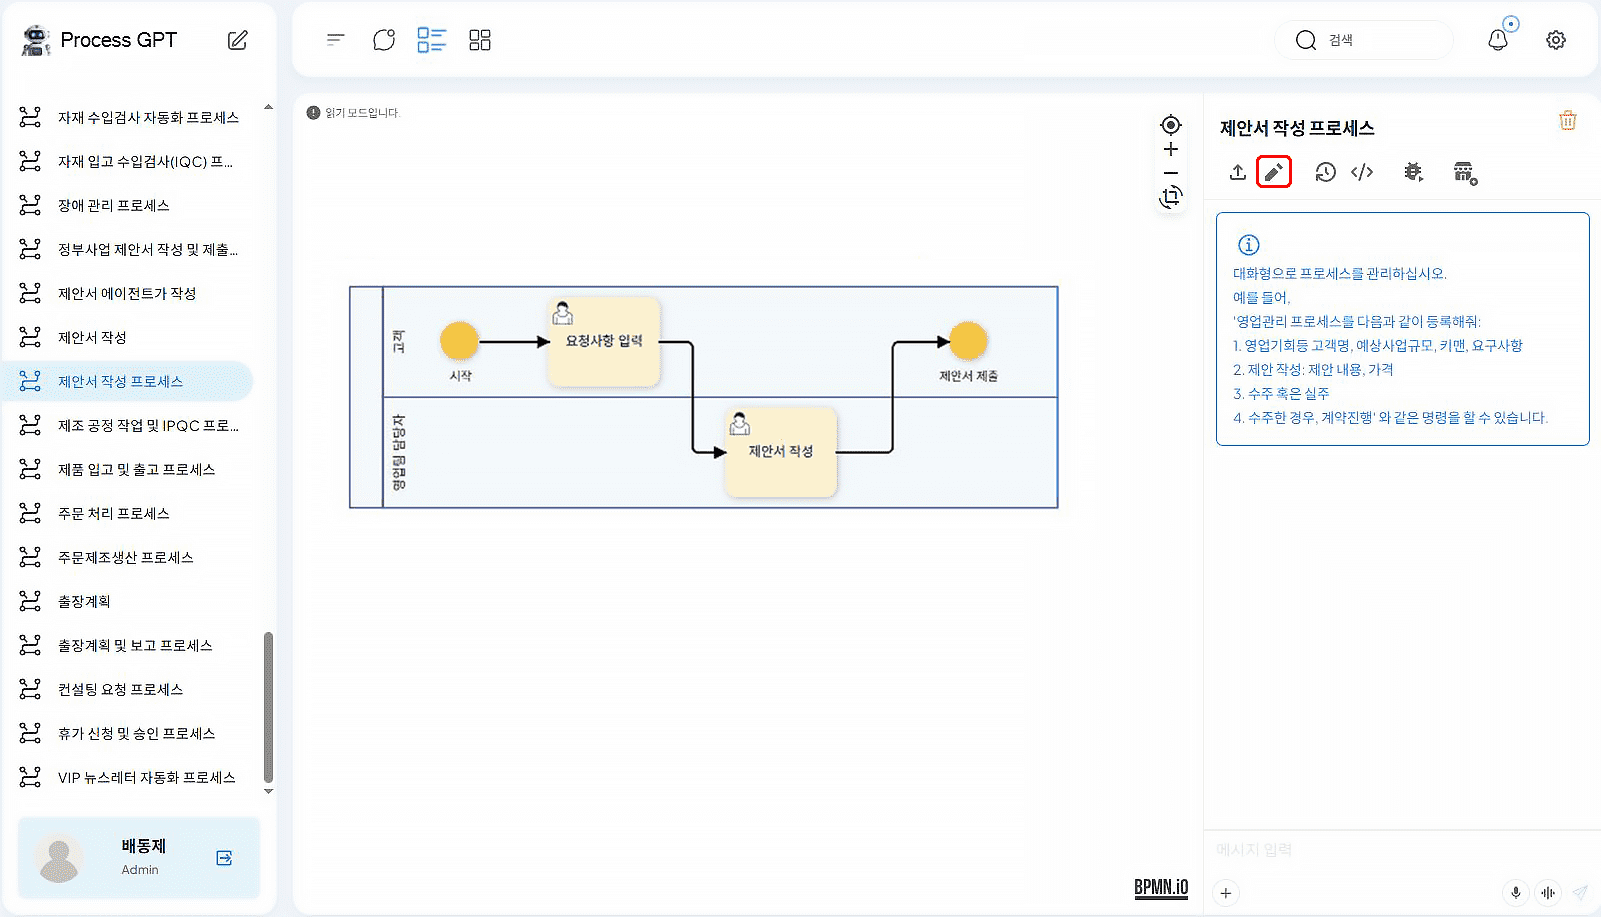 Process GPT
자재 수입검사 자동화 프로세스
자재 입고 수입검사(IQC) 프...
장애 관리 프로세스
정부사업 제안서 작성 및 제출...
제안서 에이전트가 작성
제안서 작성
제안서 작성 프로세스
제조 공정 작업 및 IPQC 프로...
제품 입고 및 출고 프로세스
주문 처리 프로세스
주문제조생산 프로세스
출장계획
출장계획 및 보고 프로세스
컨설팅 요청 프로세스
휴가 신청 및 승인 프로세스
VIP 뉴스레터 자동화 프로세스
배동제
Admin
검색
읽기 모드입니다.
고객
시작
요청사항 입력
제안서 제출
영업팀 담당자
제안서 작성
BPMN.iO
제안서 작성 프로세스
대화형으로 프로세스를 관리하십시오.
예를 들어,
'영업관리 프로세스를 다음과 같이 등록해줘:
1. 영업기회등 고객명, 예상사업규모, 키맨, 요구사항
2. 제안 작성: 제안 내용, 가격
3. 수주 혹은 실주
4. 수주한 경우, 계약진행' 와 같은 명령을 할 수 있습니다.
메시지 입력